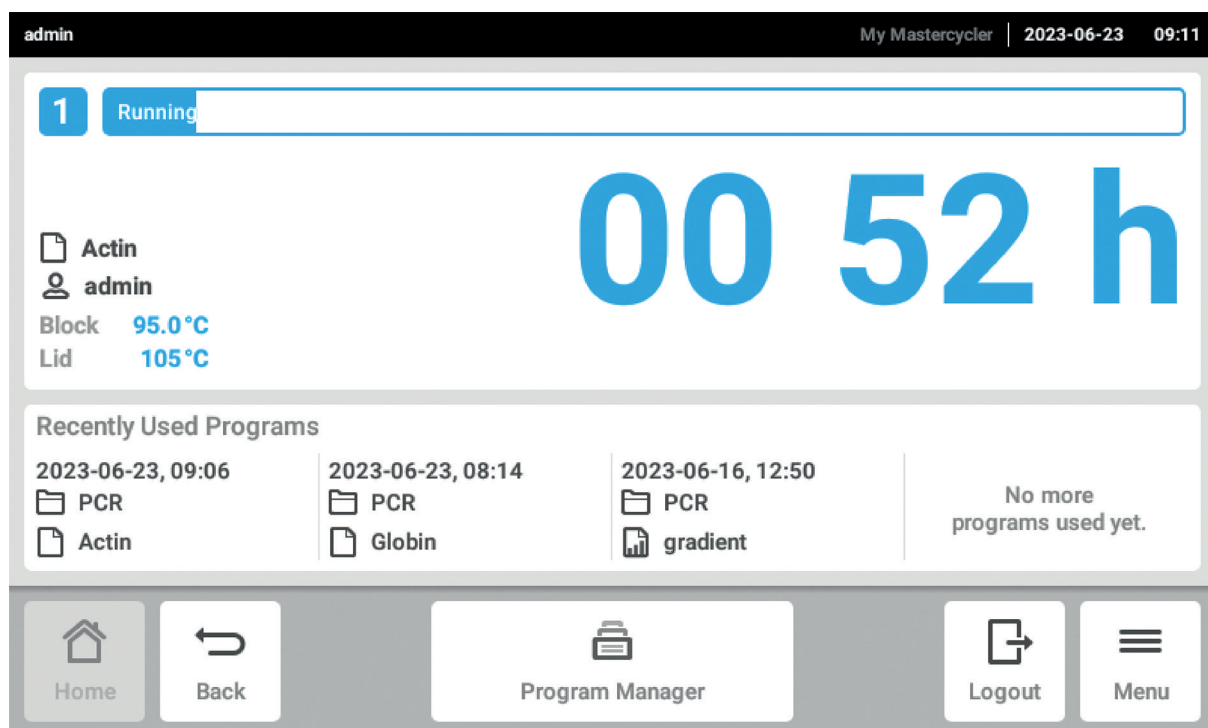 admin My Mastercycler 2023-06-23 09:11
1 Running
00 52 h
Actin
admin
Block 95.0°C
Lid 105°C
Recently Used Programs
2023-06-23, 09:06
PCR
Actin
2023-06-23, 08:14
PCR
Globin
2023-06-16, 12:50
PCR
gradient
No more
programs used yet.
Home Back Program Manager Logout Menu